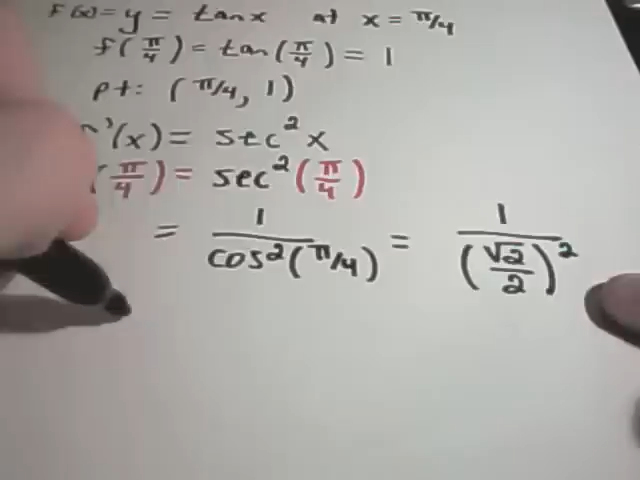 f(x) = y = tan x at x = π/4
f(π/4) = tan(π/4) = 1
pt: (π/4, 1)
'(x) = sec² x
(π/4) = sec² (π/4)
= 1/cos²(π/4) = 1/(√2/2)²